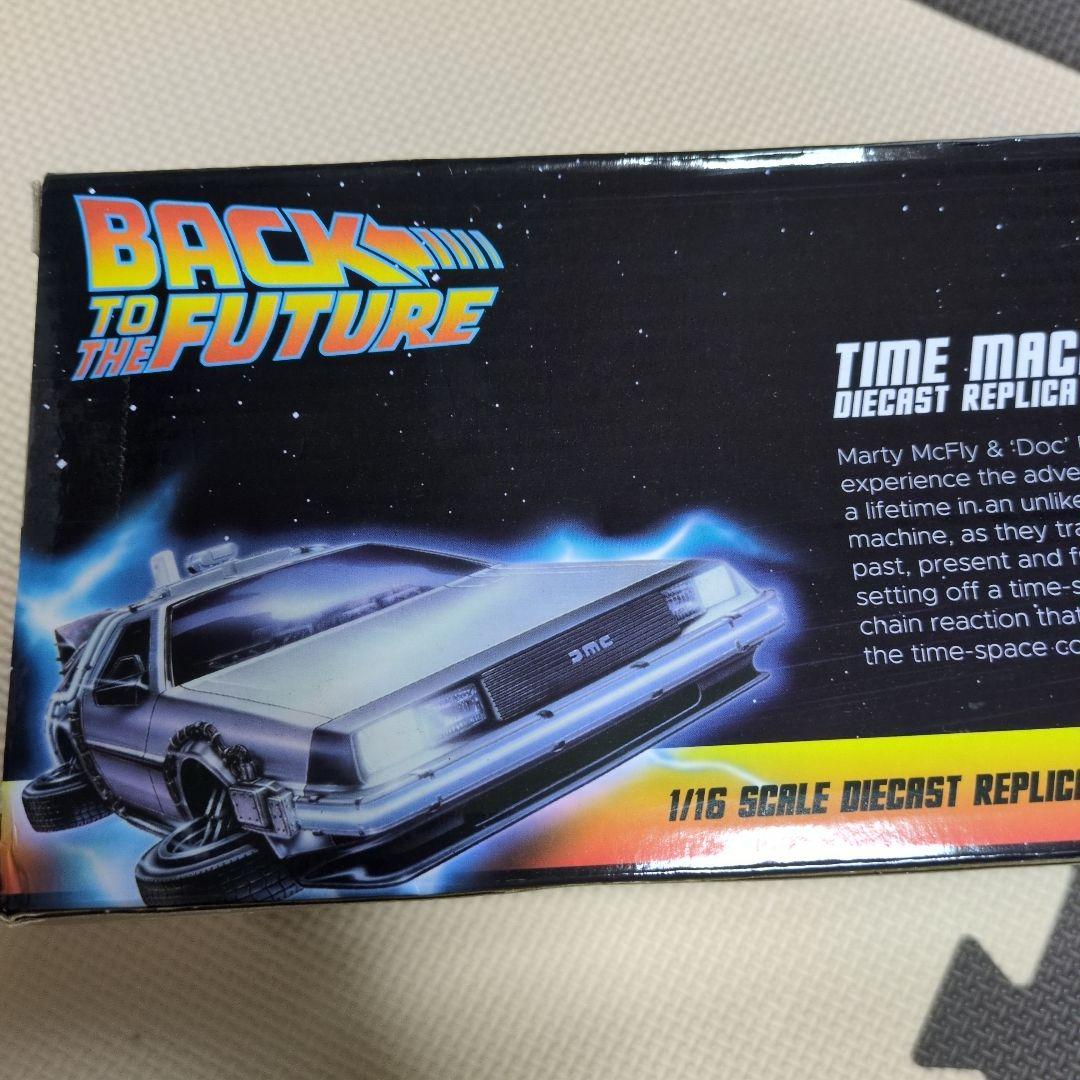 BACK
TO
THE FUTURE
TIME MAC
DIECAST REPLICA
Marty McFly & 'Doc'
experience the adve
a lifetime in an unlike
machine, as they tra
past, present and f
setting off a time-s
chain reaction that
the time-space co
DMC
1/16 SCALE DIECAST REPLIC